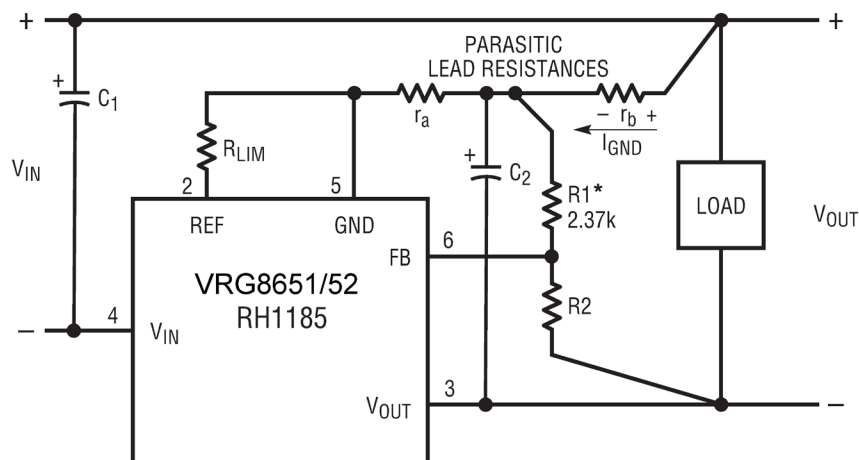 + +
PARASITIC
LEAD RESISTANCES
+ C1
ra
− rb +
IGND
RLIM
+ C2
VIN
2 5
R1*
2.37k
LOAD
VOUT
REF GND
6
FB
VRG8651/52
RH1185
R2
− 4 VIN
3
VOUT −